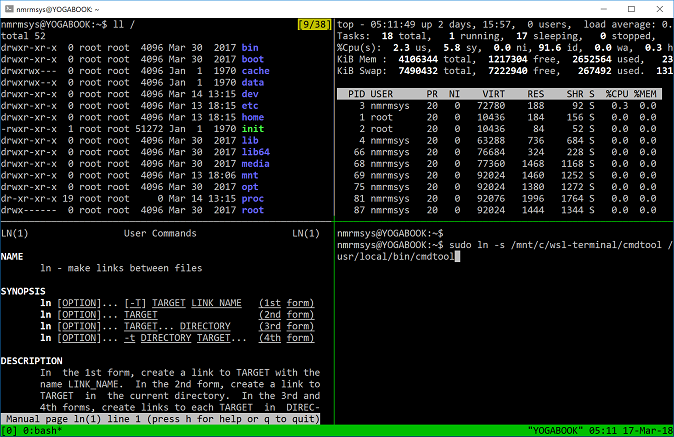 nmrmsys@YOGABOOK: ~
nmrmsys@YOGABOOK:~$ ll / [9/38]
total 52
drwxr-xr-x 0 root root 4096 Mar 30 2017 bin
drwxr-xr-x 0 root root 4096 Mar 30 2017 boot
drwxrwx--- 0 root root 4096 Jan 1 1970 cache
drwxrwx--x 0 root root 4096 Jan 1 1970 data
drwxr-xr-x 0 root root 4096 Mar 14 13:15 dev
drwxr-xr-x 0 root root 4096 Mar 13 18:15 etc
drwxr-xr-x 0 root root 4096 Mar 13 18:15 home
-rwxr-xr-x 1 root root 51272 Jan 1 1970 init
drwxr-xr-x 0 root root 4096 Mar 30 2017 lib
drwxr-xr-x 0 root root 4096 Mar 30 2017 lib64
drwxr-xr-x 0 root root 4096 Mar 30 2017 media
drwxr-xr-x 0 root root 4096 Mar 13 18:06 mnt
drwxr-xr-x 0 root root 4096 Mar 30 2017 opt
dr-xr-xr-x 19 root root 0 Mar 14 13:15 proc
drwx------ 0 root root 4096 Mar 30 2017 root
top - 05:11:49 up 2 days, 15:57, 0 users, load average: 0.
Tasks: 18 total, 1 running, 17 sleeping, 0 stopped,
%Cpu(s): 2.3 us, 5.8 sy, 0.0 ni, 91.6 id, 0.0 wa, 0.3 h
KiB Mem : 4106344 total, 1217304 free, 2652564 used, 23
KiB Swap: 7490432 total, 7222940 free, 267492 used. 131
PID USER PR NI VIRT RES SHR S %CPU %MEM
3 nmrmsys 20 0 72780 188 92 S 0.3 0.0
1 root 20 0 10436 184 156 S 0.0 0.0
2 root 20 0 10436 84 52 S 0.0 0.0
4 nmrmsys 20 0 63288 736 684 S 0.0 0.0
66 nmrmsys 20 0 76684 324 228 S 0.0 0.0
68 nmrmsys 20 0 77360 1468 1168 S 0.0 0.0
69 nmrmsys 20 0 92024 1460 1252 S 0.0 0.0
75 nmrmsys 20 0 92024 1380 1272 S 0.0 0.0
81 nmrmsys 20 0 92076 1996 1764 S 0.0 0.0
87 nmrmsys 20 0 92024 1444 1344 S 0.0 0.0
LN(1) User Commands LN(1)
NAME
ln - make links between files
SYNOPSIS
ln [OPTION]... [-T] TARGET LINK_NAME (1st form)
ln [OPTION]... TARGET (2nd form)
ln [OPTION]... TARGET... DIRECTORY (3rd form)
ln [OPTION]... -t DIRECTORY TARGET... (4th form)
DESCRIPTION
In the 1st form, create a link to TARGET with the
name LINK_NAME. In the 2nd form, create a link to
TARGET in the current directory. In the 3rd and
4th forms, create links to each TARGET in DIREC-
Manual page ln(1) line 1 (press h for help or q to quit)
nmrmsys@YOGABOOK:~$
nmrmsys@YOGABOOK:~$ sudo ln -s /mnt/c/wsl-terminal/cmdtool /
usr/local/bin/cmdtool
[0] 0:bash* "YOGABOOK" 05:11 17-Mar-18